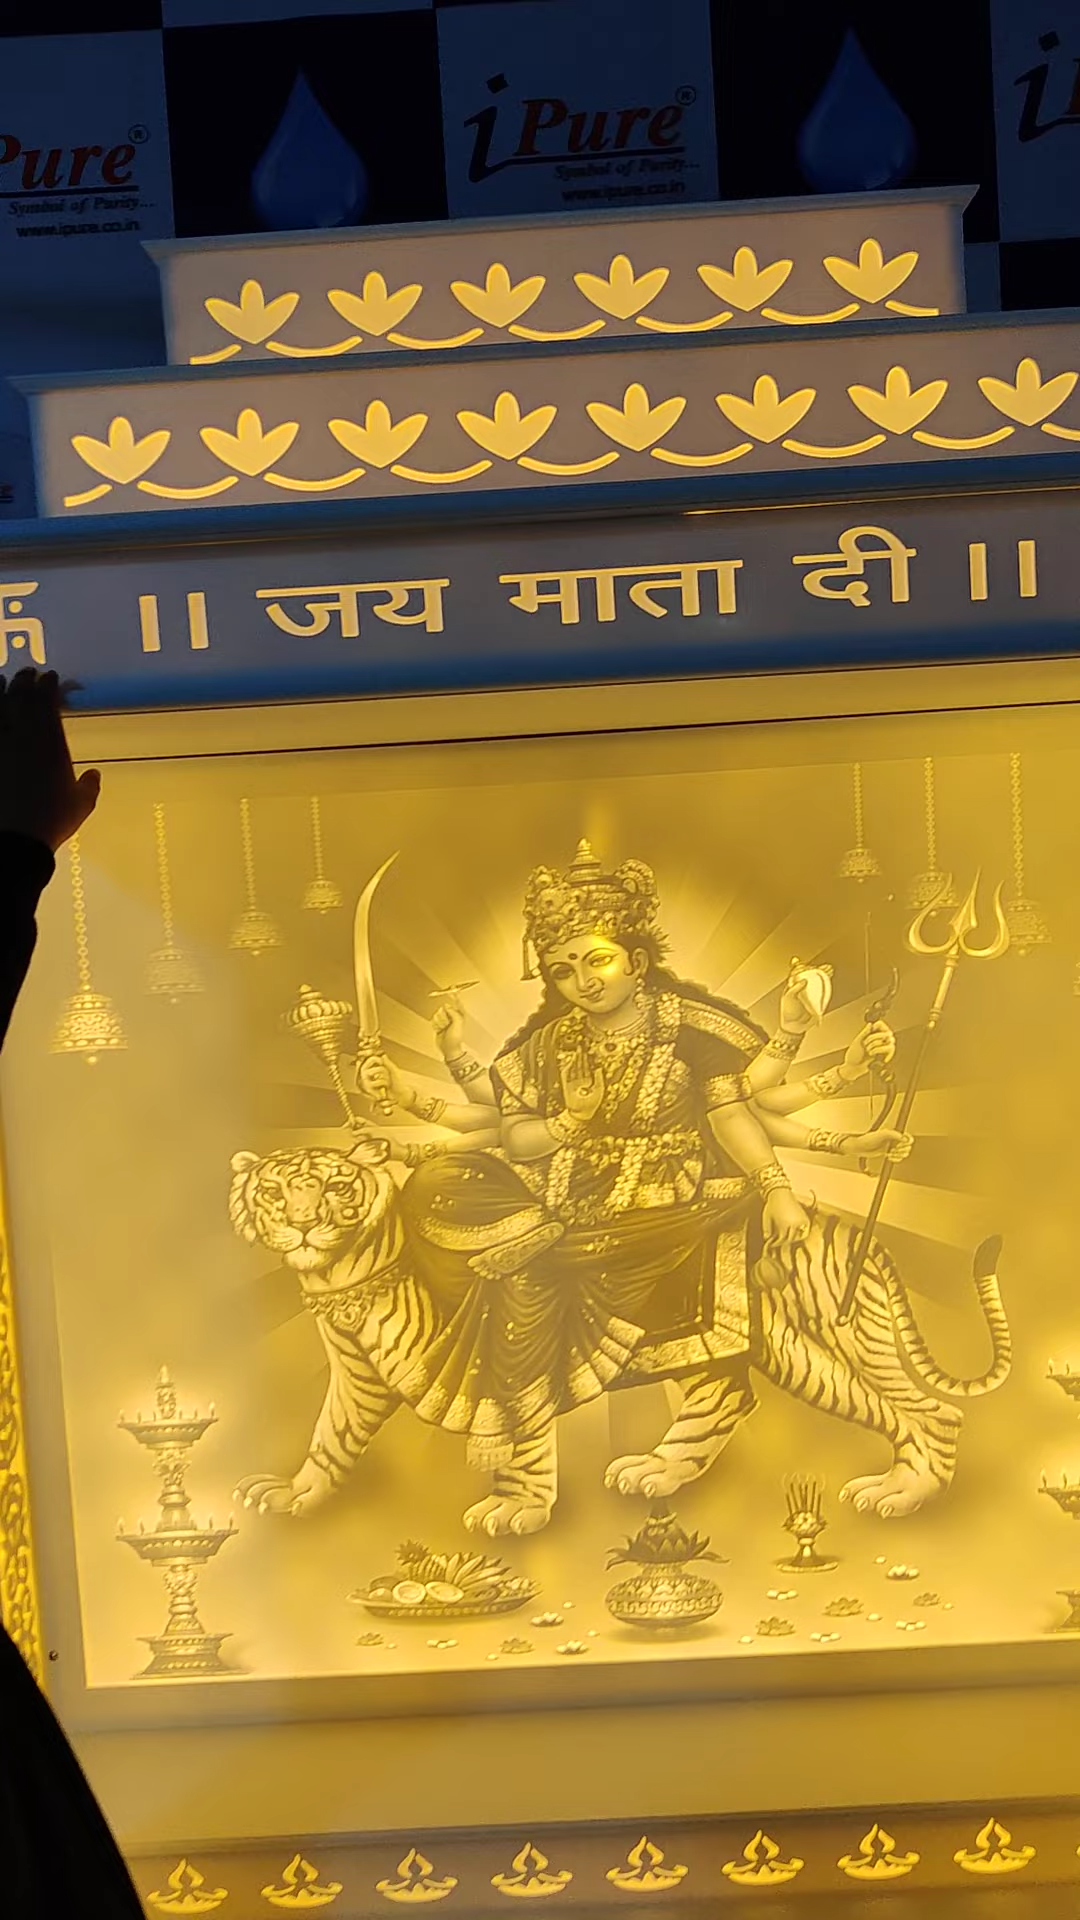 Pure®
Symbol of Purity...
www.ipure.co.in
iPure®
Symbol of Purity...
www.ipure.co.in
।। जय माता दी ।।